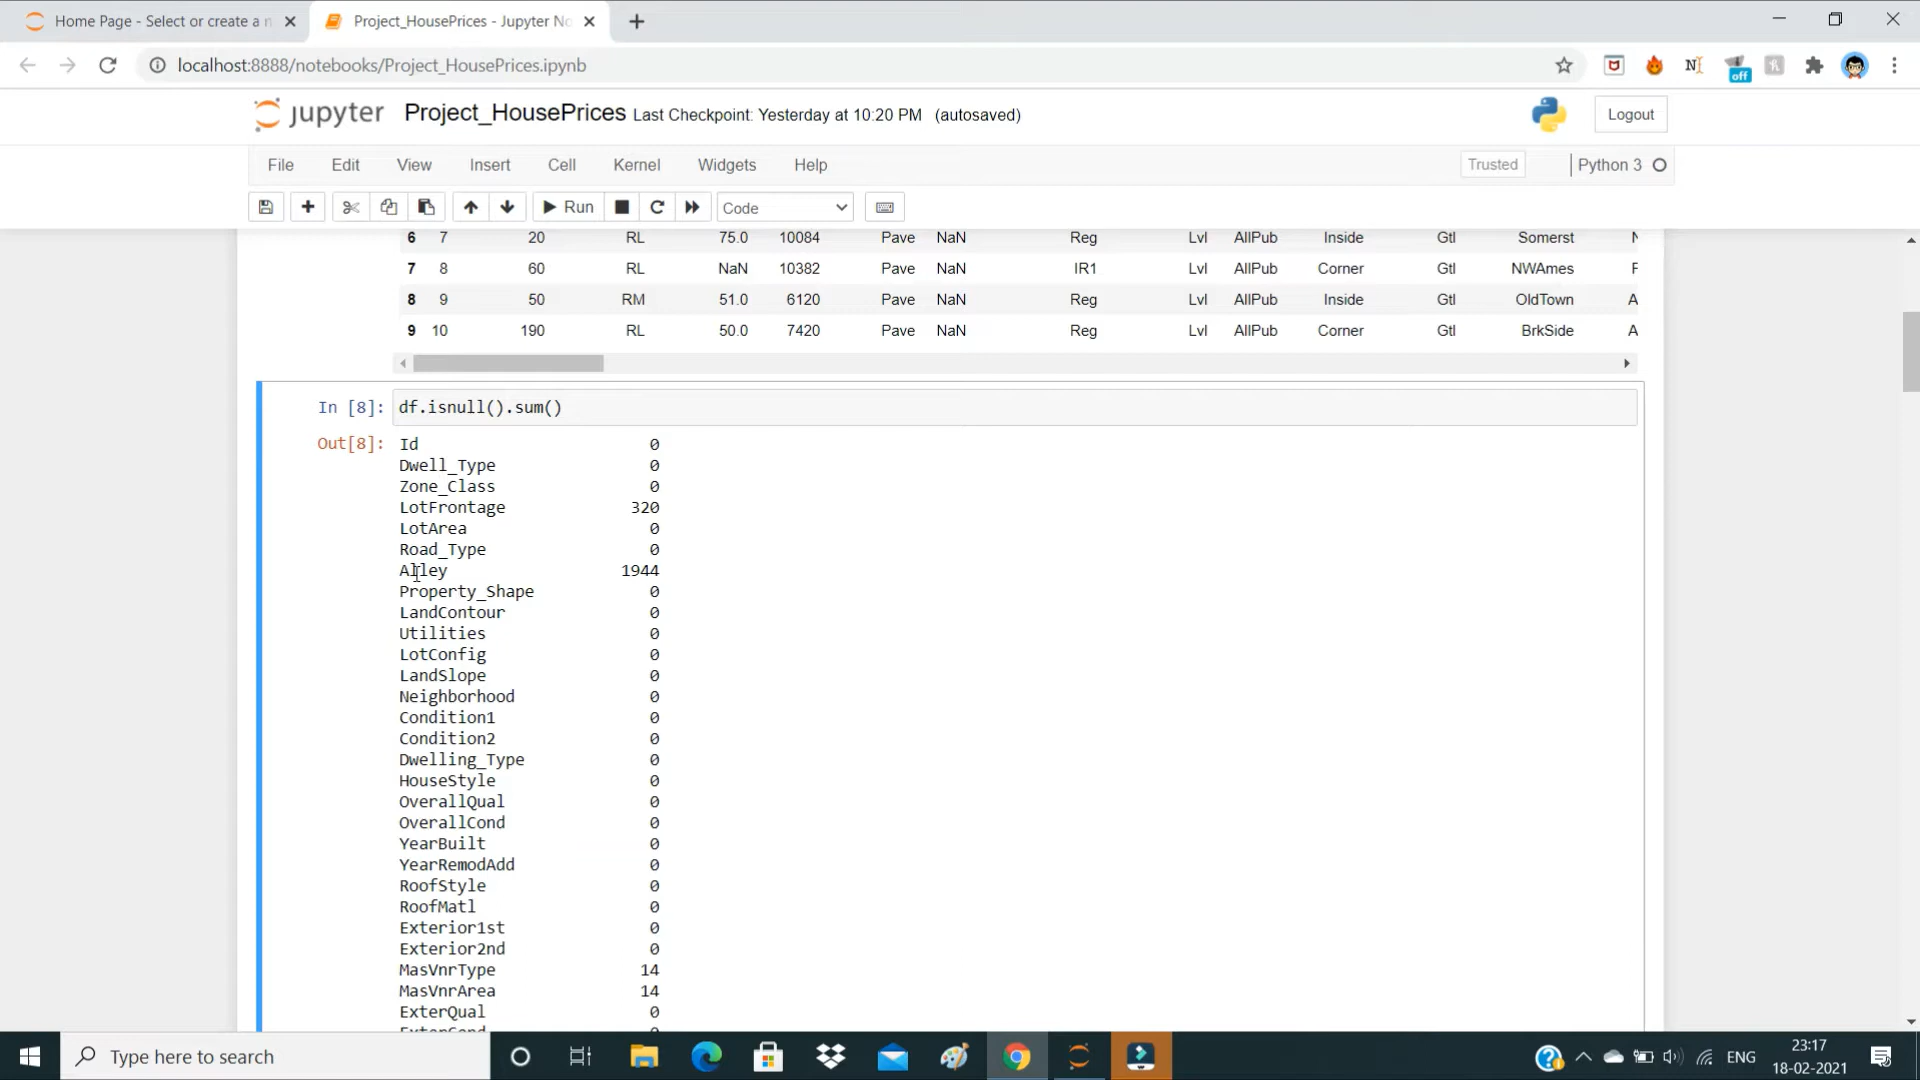 Home Page - Select or create a n
Project_HousePrices - Jupyter No
localhost:8888/notebooks/Project_HousePrices.ipynb
off
jupyter Project_HousePrices Last Checkpoint: Yesterday at 10:20 PM (autosaved)
Logout
File Edit View Insert Cell Kernel Widgets Help
Trusted Python 3
Run Code
6 7 20 RL 75.0 10084 Pave NaN Reg Lvl AllPub Inside Gtl Somerst
7 8 60 RL NaN 10382 Pave NaN IR1 Lvl AllPub Corner Gtl NWAmes
8 9 50 RM 51.0 6120 Pave NaN Reg Lvl AllPub Inside Gtl OldTown
9 10 190 RL 50.0 7420 Pave NaN Reg Lvl AllPub Corner Gtl BrkSide
In [8]: df.isnull().sum()
Out[8]: Id 0
Dwell_Type 0
Zone_Class 0
LotFrontage 320
LotArea 0
Road_Type 0
Alley 1944
Property_Shape 0
LandContour 0
Utilities 0
LotConfig 0
LandSlope 0
Neighborhood 0
Condition1 0
Condition2 0
Dwelling_Type 0
HouseStyle 0
OverallQual 0
OverallCond 0
YearBuilt 0
YearRemodAdd 0
RoofStyle 0
RoofMatl 0
Exterior1st 0
Exterior2nd 0
MasVnrType 14
MasVnrArea 14
ExterQual 0
Type here to search
ENG
23:17
18-02-2021